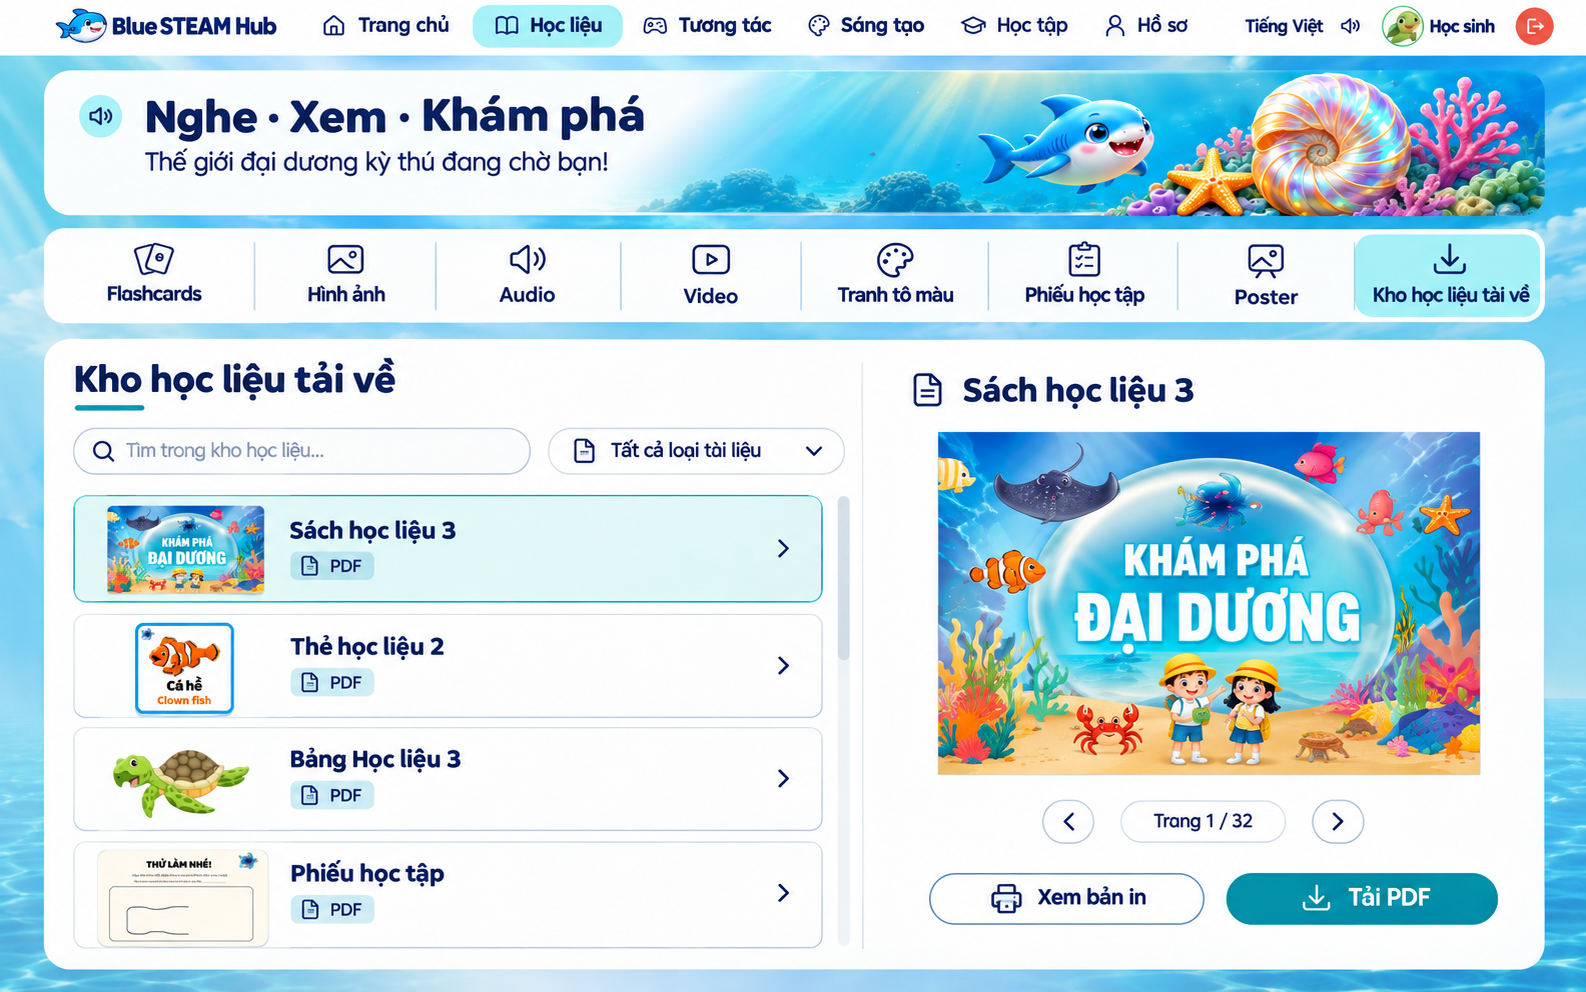 Blue STEAM Hub
Trang chủ
Học liệu
Tương tác
Sáng tạo
Học tập
Hồ sơ
Tiếng Việt
Học sinh
Nghe · Xem · Khám phá
Thế giới đại dương kỳ thú đang chờ bạn!
Flashcards
Hình ảnh
Audio
Video
Tranh tô màu
Phiếu học tập
Poster
Kho học liệu tải về
Kho học liệu tải về
Tìm trong kho học liệu...
Tất cả loại tài liệu
KHÁM PHÁ
ĐẠI DƯƠNG
Sách học liệu 3
PDF
Cá hề
Clown fish
Thẻ học liệu 2
PDF
Bảng Học liệu 3
PDF
THỬ LÀM NHÉ!
Phiếu học tập
PDF
Sách học liệu 3
KHÁM PHÁ
ĐẠI DƯƠNG
Trang 1 / 32
Xem bản in
Tải PDF